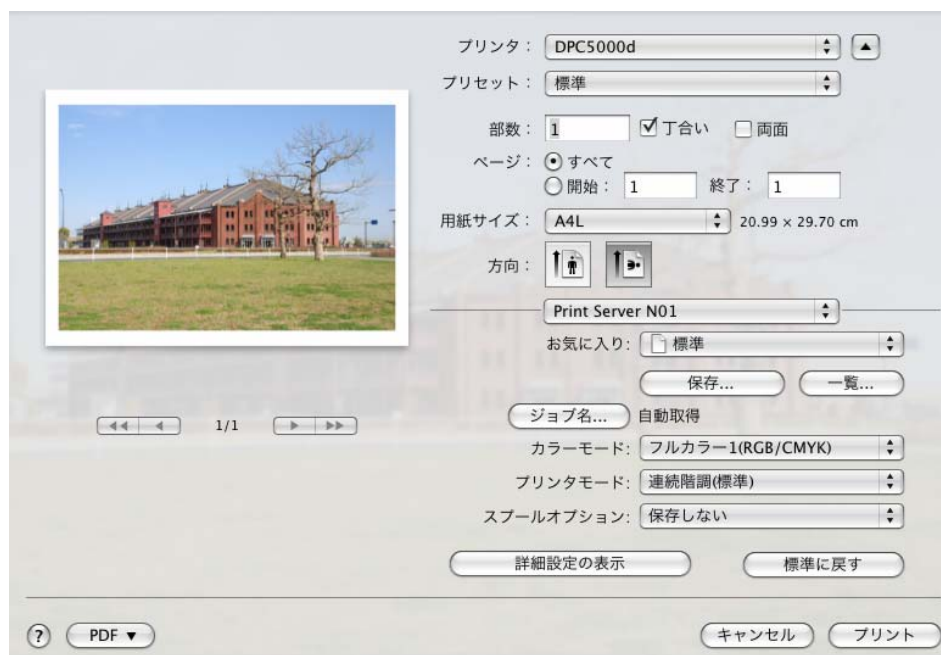 プリンタ： DPC5000d
プリセット： 標準
部数： 1 丁合い 両面
ページ： すべて
開始： 1 終了： 1
用紙サイズ： A4L 20.99 × 29.70 cm
方向：
Print Server N01
お気に入り: 標準
保存... 一覧...
ジョブ名... 自動取得
1/1
カラーモード: フルカラー1(RGB/CMYK)
プリンタモード: 連続階調(標準)
スプールオプション: 保存しない
詳細設定の表示 標準に戻す
? PDF ▼ キャンセル プリント